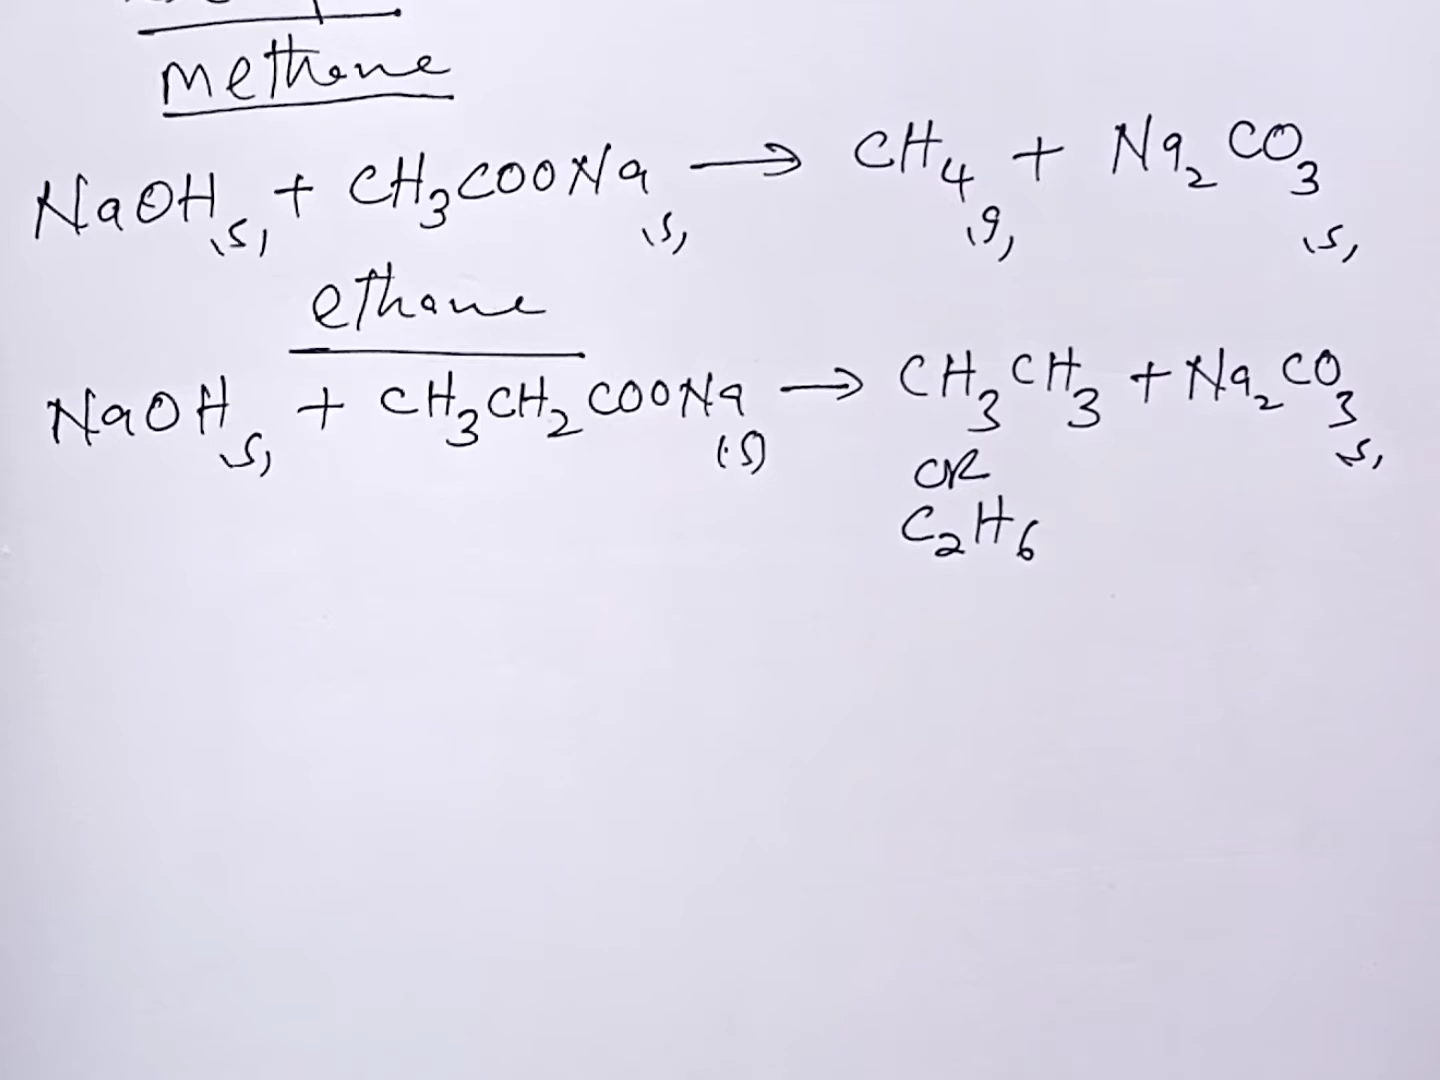 methane
NaOH(s) + CH₃COONa(s) → CH₄(g) + Na₂CO₃(s)
ethane
NaOH(s) + CH₃CH₂COONa(s) → CH₃CH₃ + Na₂CO₃(s)
OR
C₂H₆